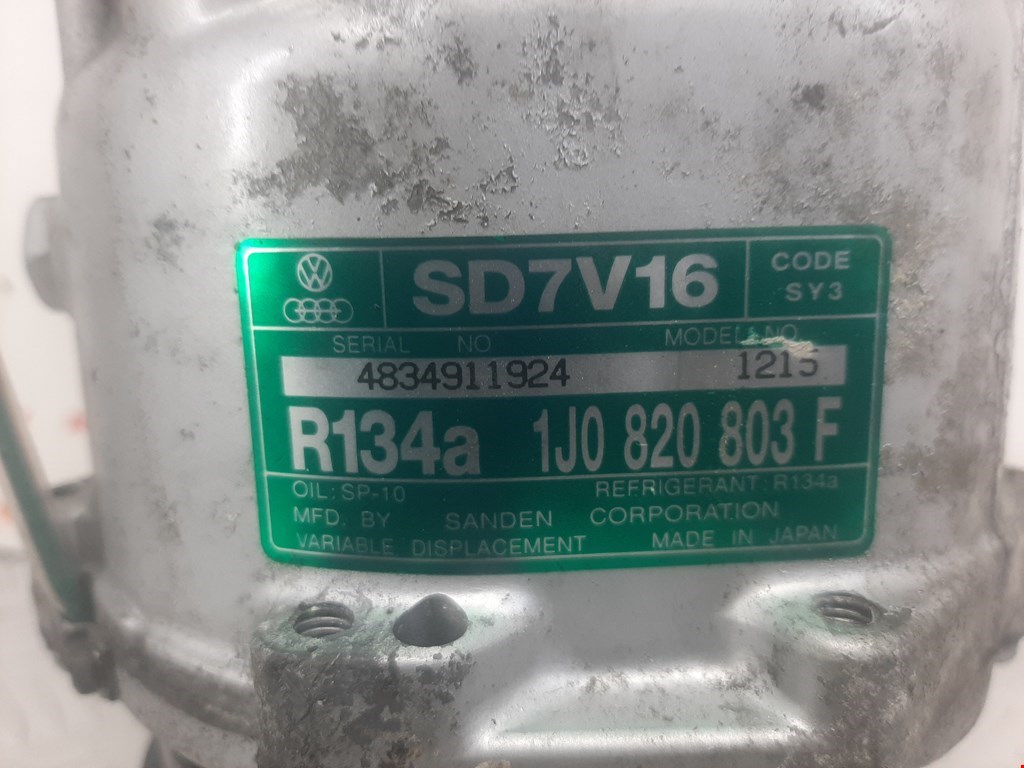 SD7V16
CODE
SY3
SERIAL NO MODEL NO.
4834911924 1215
R134a 1J0 820 803 F
OIL: SP-10 REFRIGERANT: R134a
MFD. BY SANDEN CORPORATION
VARIABLE DISPLACEMENT MADE IN JAPAN